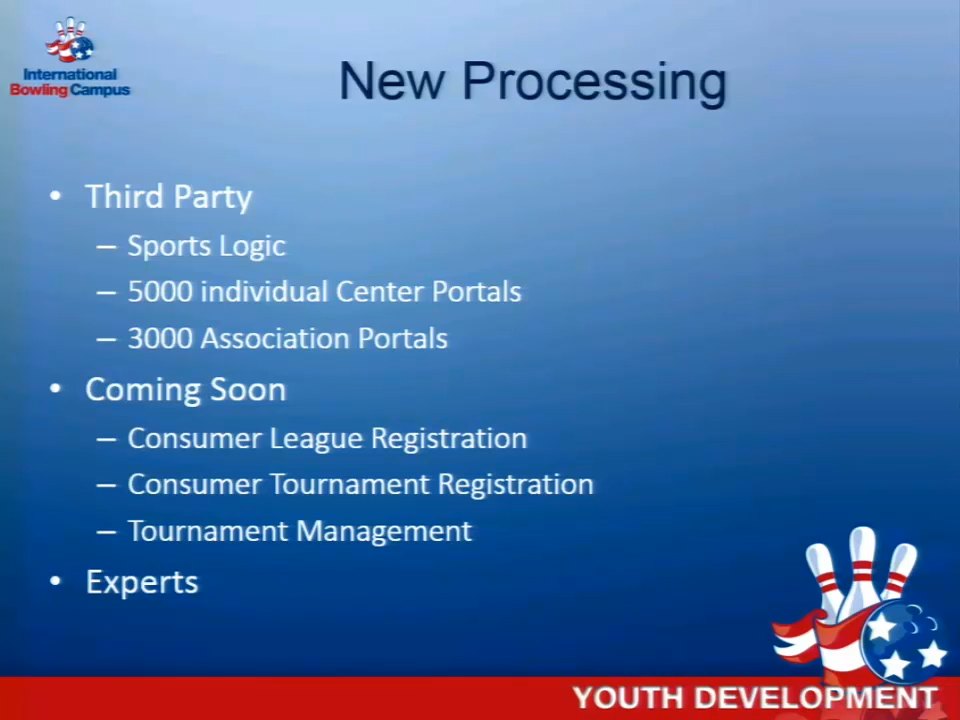 International
Bowling Campus
New Processing
• Third Party
– Sports Logic
– 5000 individual Center Portals
– 3000 Association Portals
• Coming Soon
– Consumer League Registration
– Consumer Tournament Registration
– Tournament Management
• Experts
YOUTH DEVELOPMENT